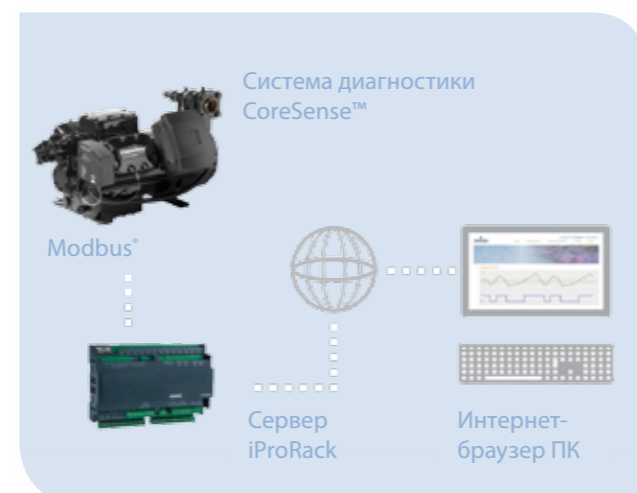 Система диагностики
CoreSense™
Modbus®
Сервер
iProRack
Интернет-
браузер ПК